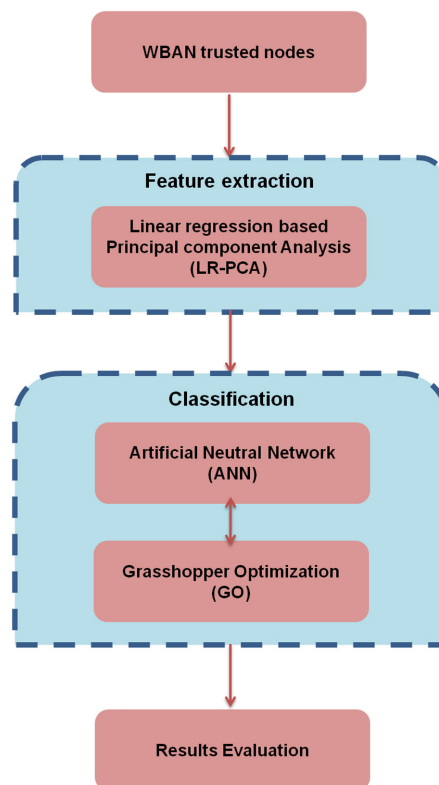 WBAN trusted nodes
Feature extraction
Linear regression based
Principal component Analysis
(LR-PCA)
Classification
Artificial Neutral Network
(ANN)
Grasshopper Optimization
(GO)
Results Evaluation